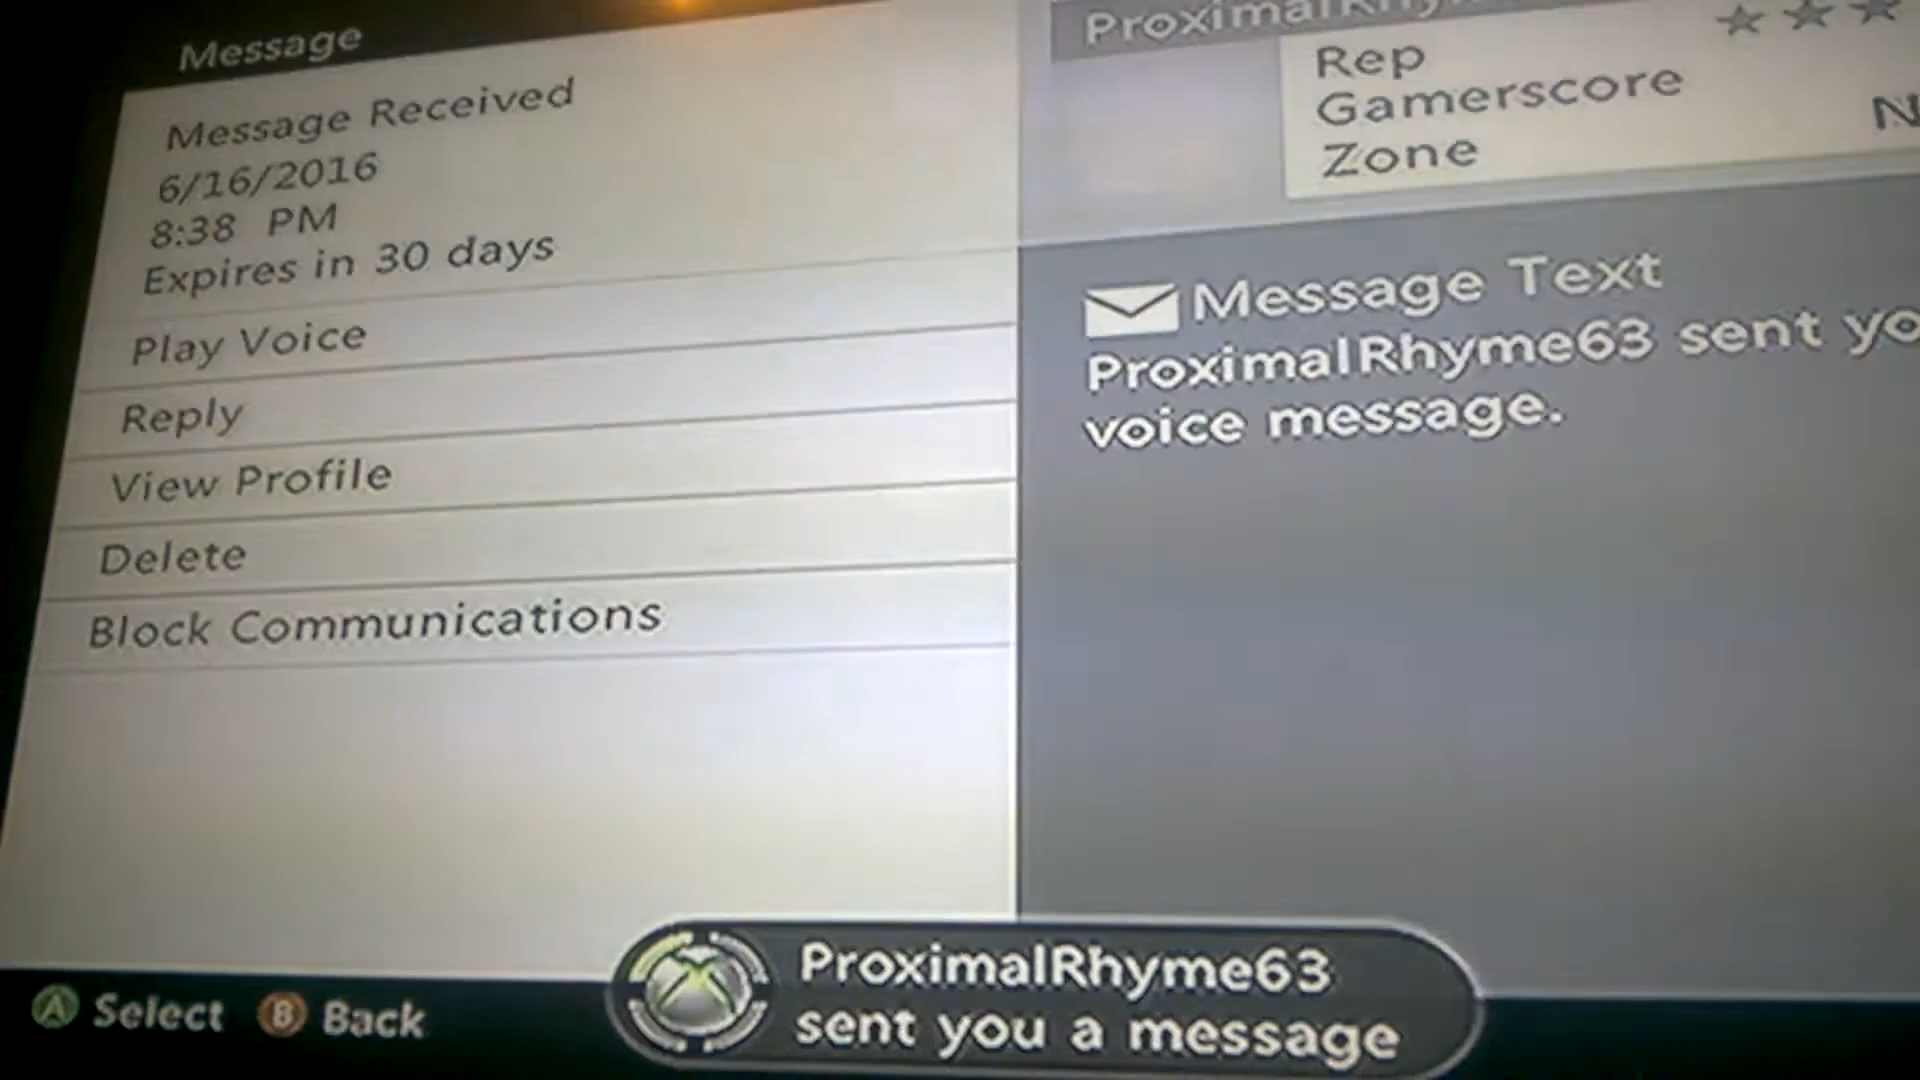 Message
Message Received
6/16/2016
8:38 PM
Expires in 30 days
Play Voice
Reply
View Profile
Delete
Block Communications
Rep
Gamerscore
Zone
Message Text
ProximalRhyme63 sent
voice message.
A Select B Back
ProximalRhyme63
sent you a message